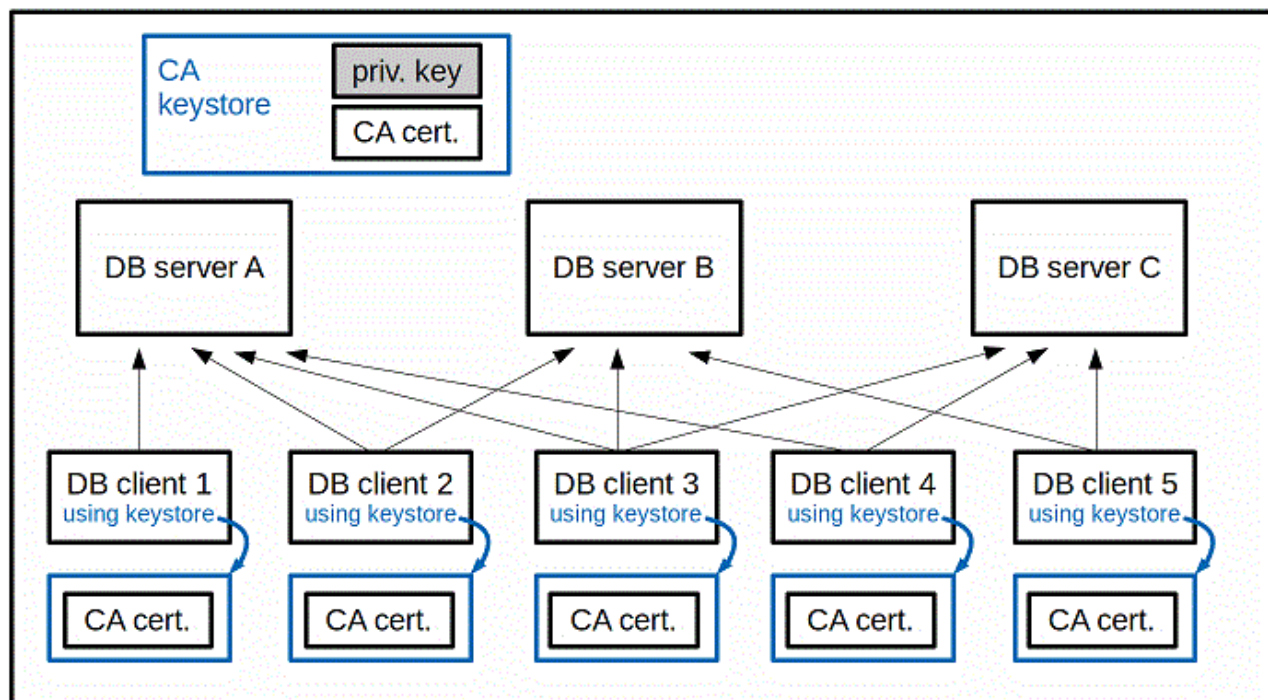 CA
keystore
priv. key
CA cert.
DB server A
DB server B
DB server C
DB client 1
using keystore
DB client 2
using keystore
DB client 3
using keystore
DB client 4
using keystore
DB client 5
using keystore
CA cert.
CA cert.
CA cert.
CA cert.
CA cert.